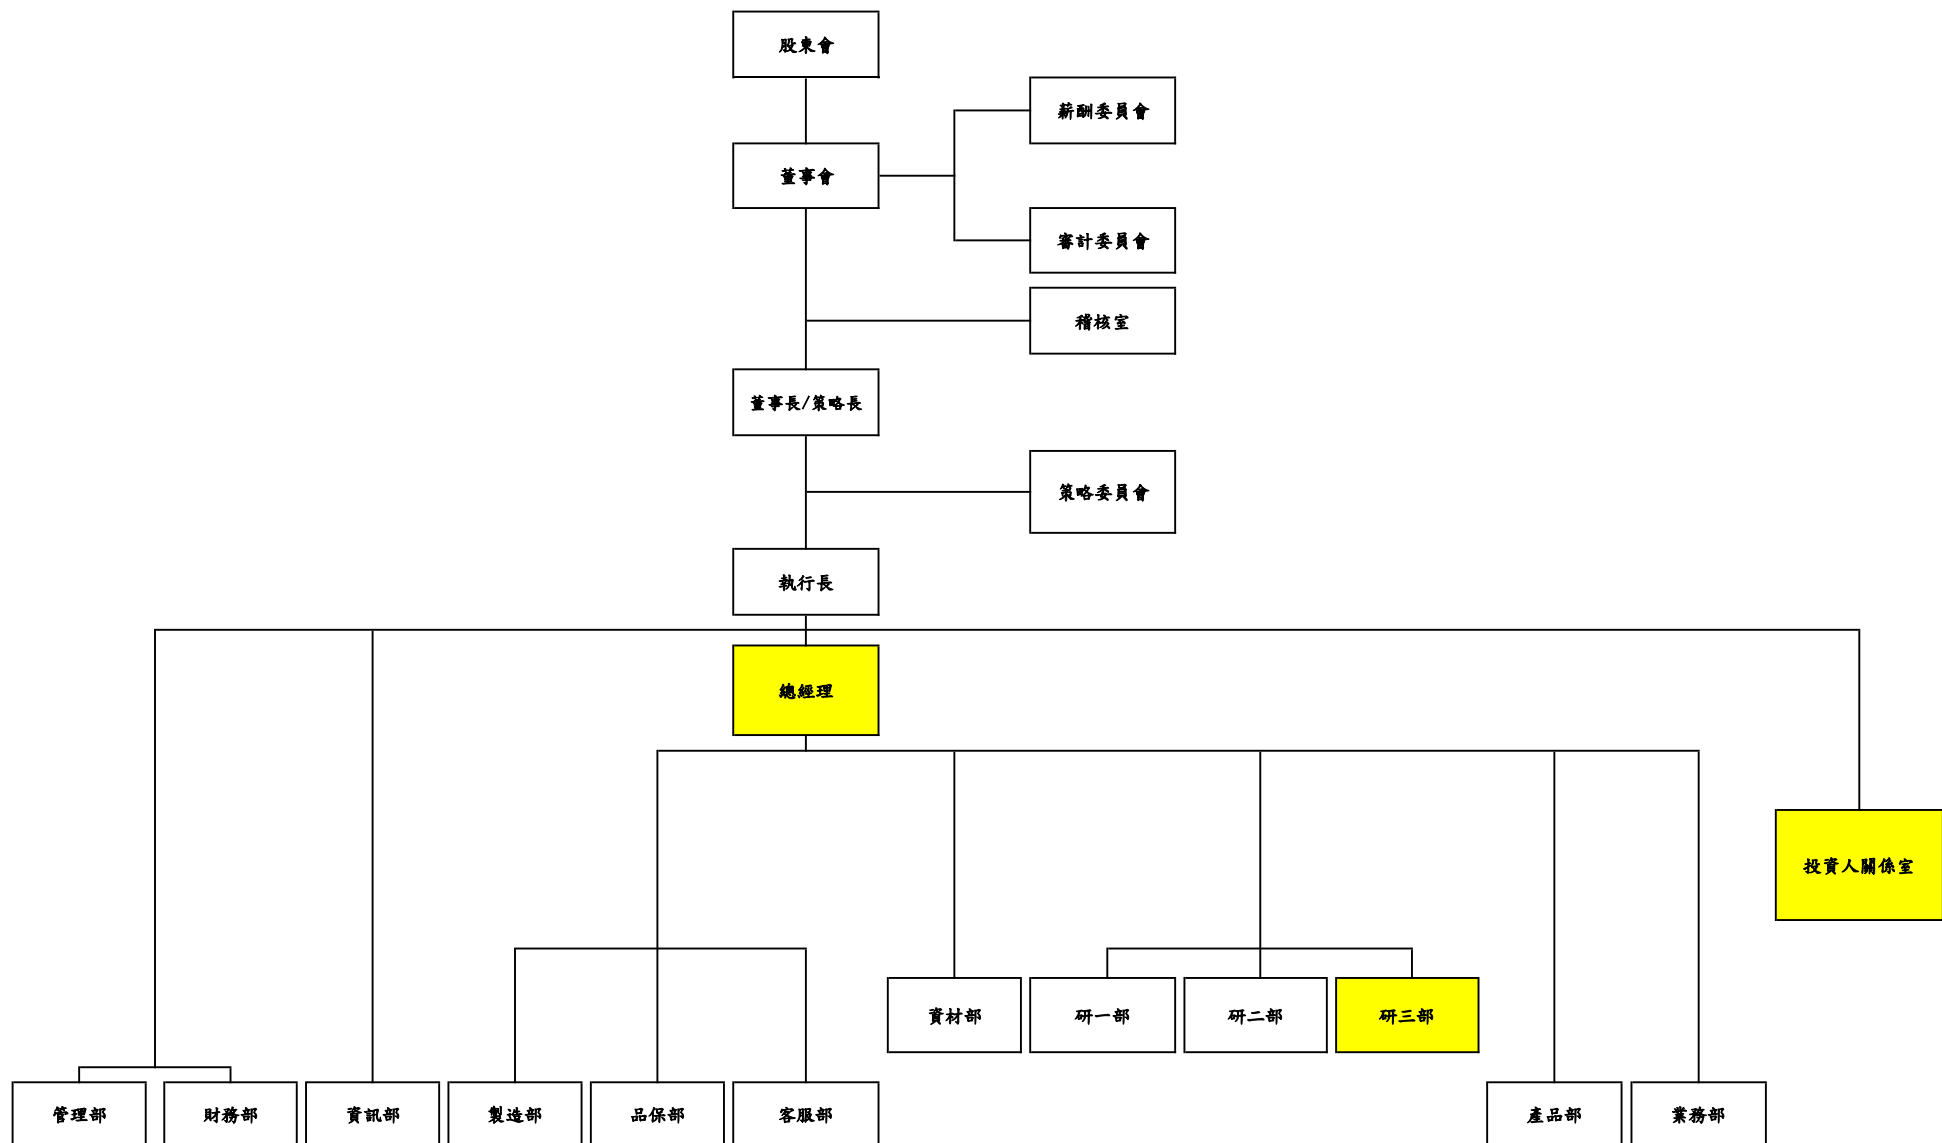 股東會
薪酬委員會
董事會
審計委員會
稽核室
董事長/策略長
策略委員會
執行長
總經理
投資人關係室
資材部
研一部
研二部
研三部
管理部
財務部
資訊部
製造部
品保部
客服部
產品部
業務部